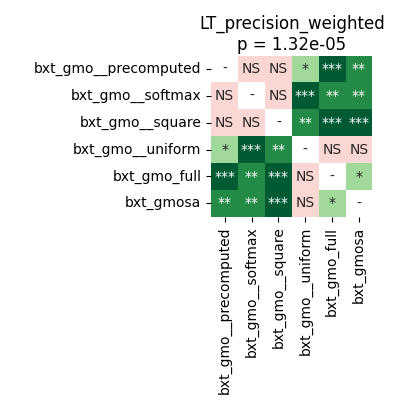 LT_precision_weighted
p = 1.32e-05
bxt_gmo__precomputed - NS NS * *** **
bxt_gmo__softmax NS - NS *** ** **
bxt_gmo__square NS NS - ** *** ***
bxt_gmo__uniform * *** ** - NS NS
bxt_gmo_full *** ** *** NS - *
bxt_gmosa ** ** *** NS * -
bxt_gmo__precomputed
bxt_gmo__softmax
bxt_gmo__square
bxt_gmo__uniform
bxt_gmo_full
bxt_gmosa